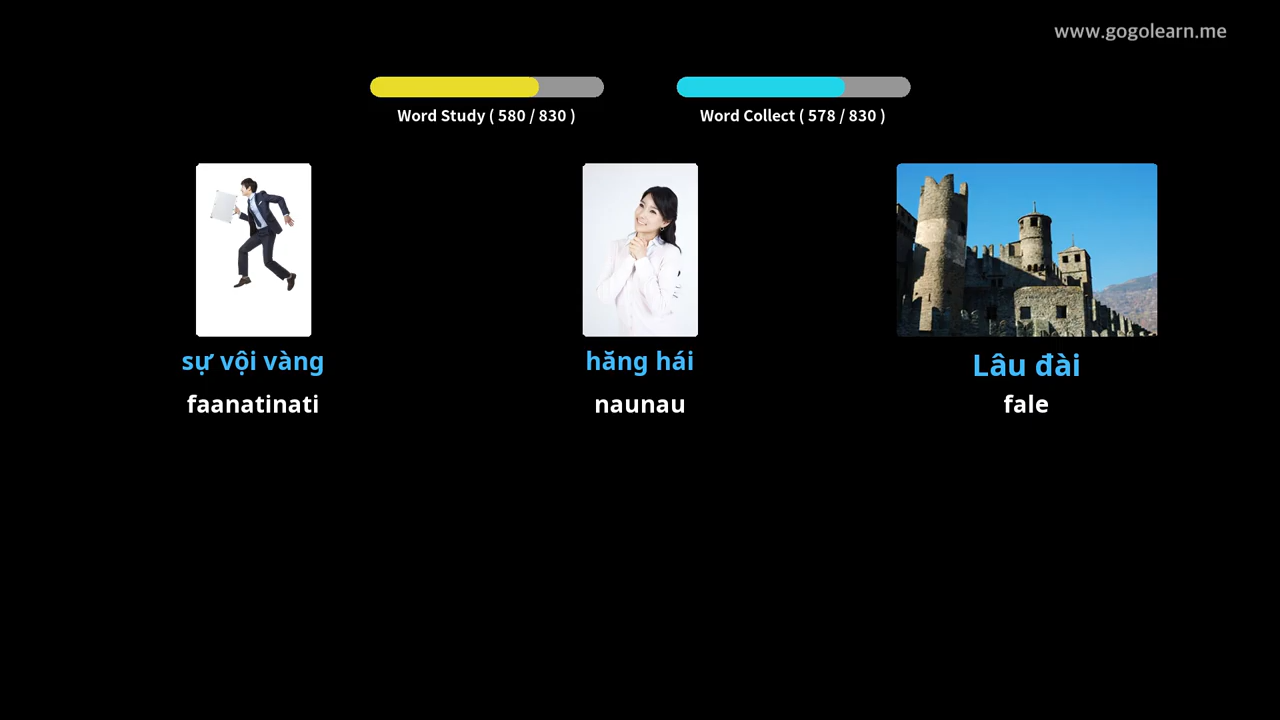 www.gogolearn.me
Word Study ( 580 / 830 )
Word Collect ( 578 / 830 )
sự vội vàng
faanatinati
hăng hái
naunau
Lâu đài
fale